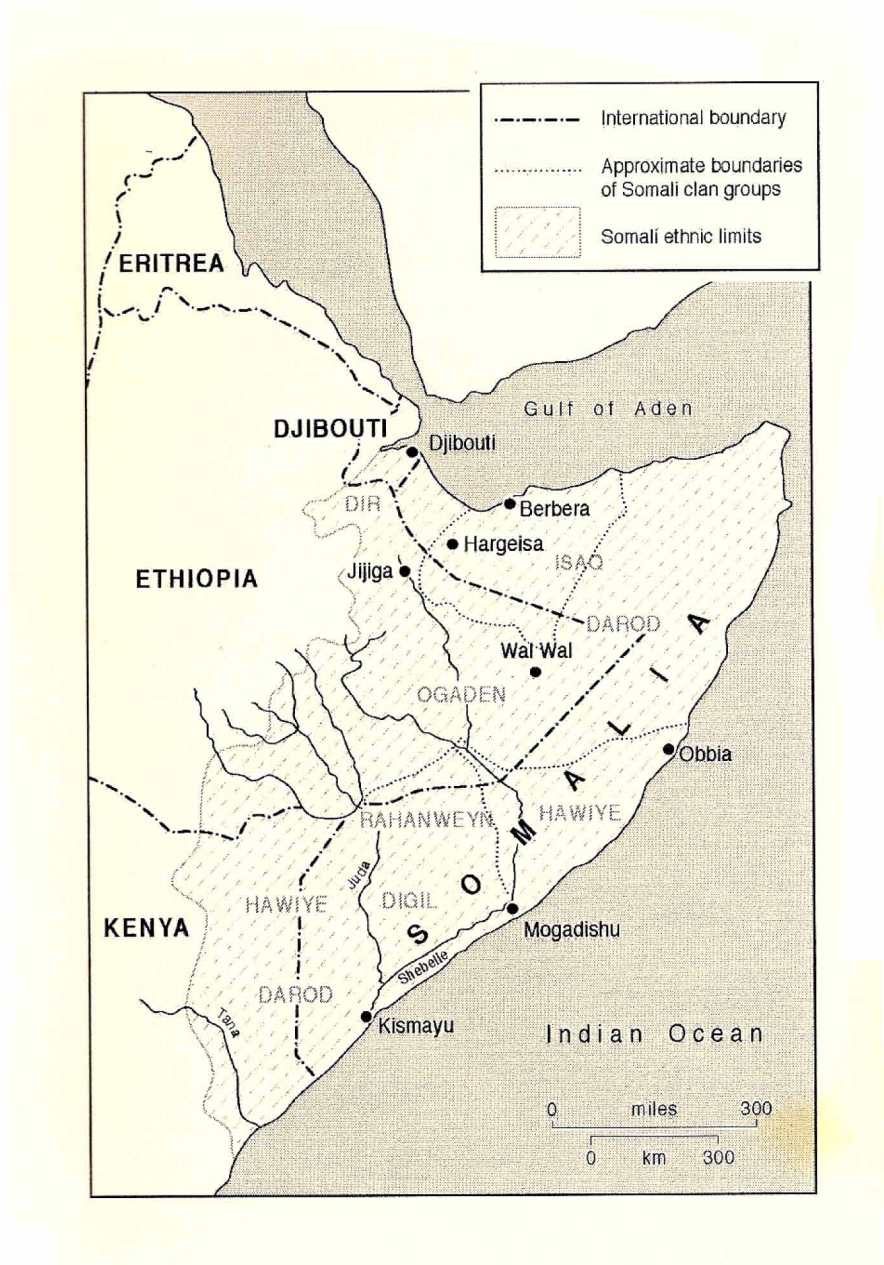 International boundary
Approximate boundaries
of Somali clan groups
Somali ethnic limits
ERITREA
Gulf of Aden
DJIBOUTI
Djibouti
DIR
Berbera
Hargeisa
ISAQ
Jijiga
ETHIOPIA
DAROD
Wal Wal
OGADEN
SOMALIA
Obbia
RAHANWEYN
HAWIYE
Juda
HAWIYE
DIGIL
KENYA
Mogadishu
Shebelle
DAROD
Tana
Kismayu
Indian Ocean
0 miles 300
0 km 300